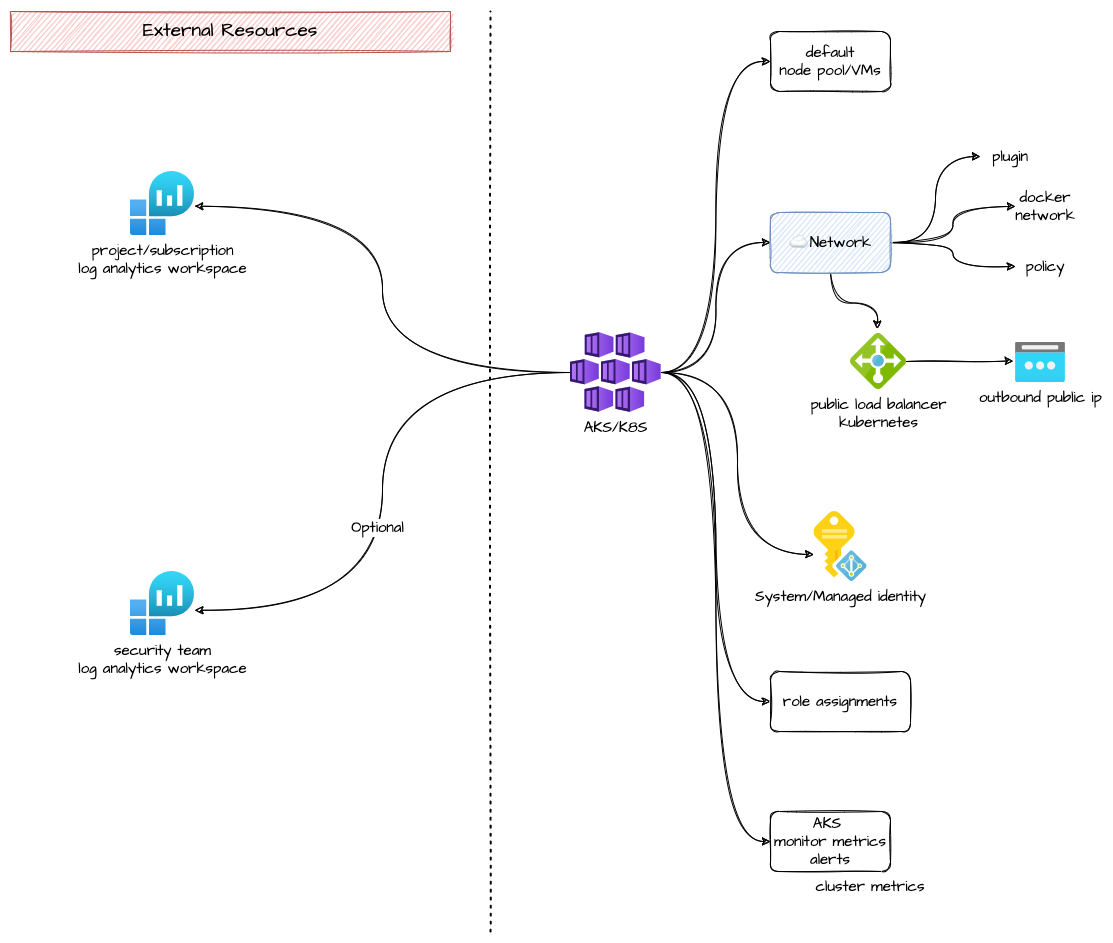 External Resources
default
node pool/VMs
plugin
docker
network
project/subscription
log analytics workspace
Network
policy
public load balancer
kubernetes
outbound public ip
AKS/K8S
Optional
System/Managed identity
security team
log analytics workspace
role assignments
AKS
monitor metrics
alerts
cluster metrics